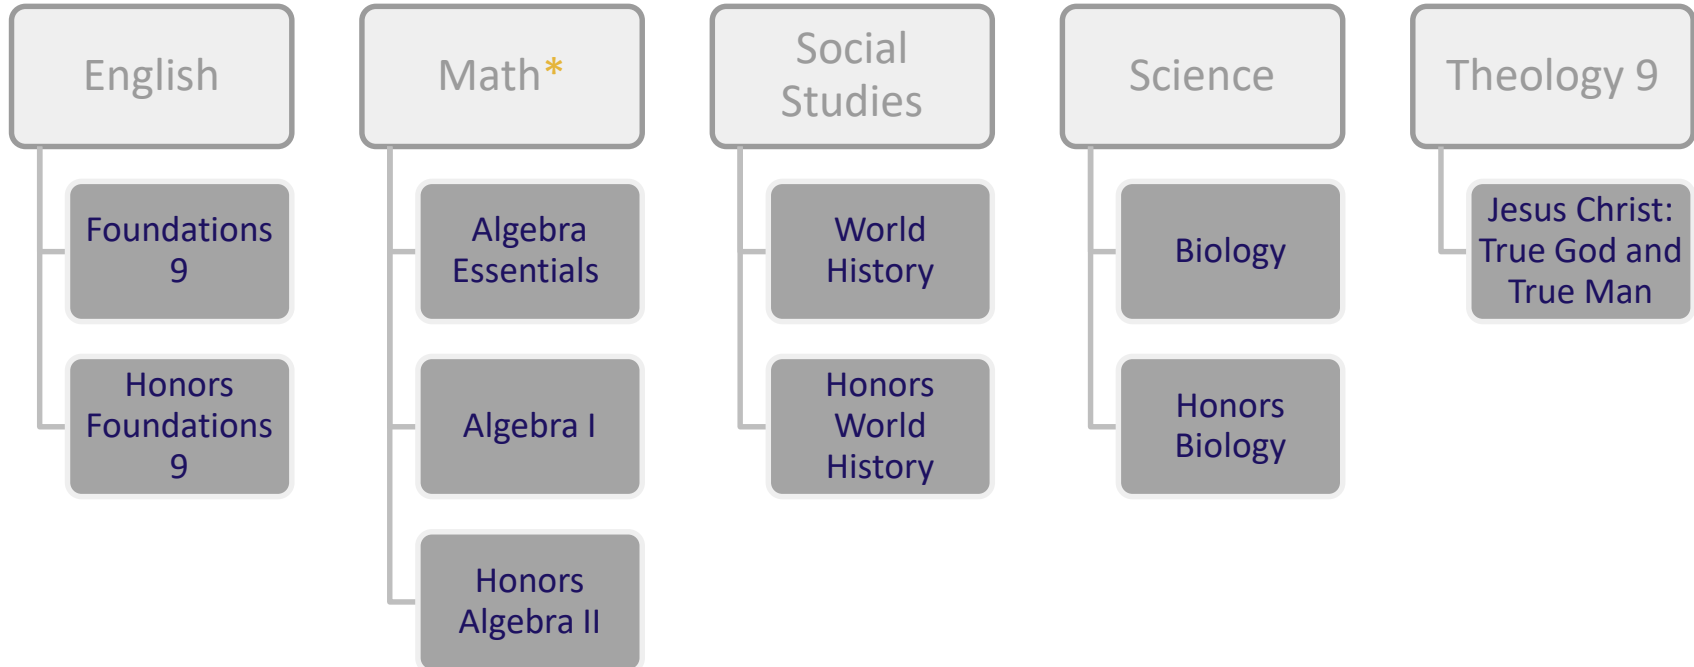 English
Foundations
9
Honors
Foundations
9
Math*
Algebra
Essentials
Algebra I
Honors
Algebra II
Social
Studies
World
History
Honors
World
History
Science
Biology
Honors
Biology
Theology 9
Jesus Christ:
True God and
True Man